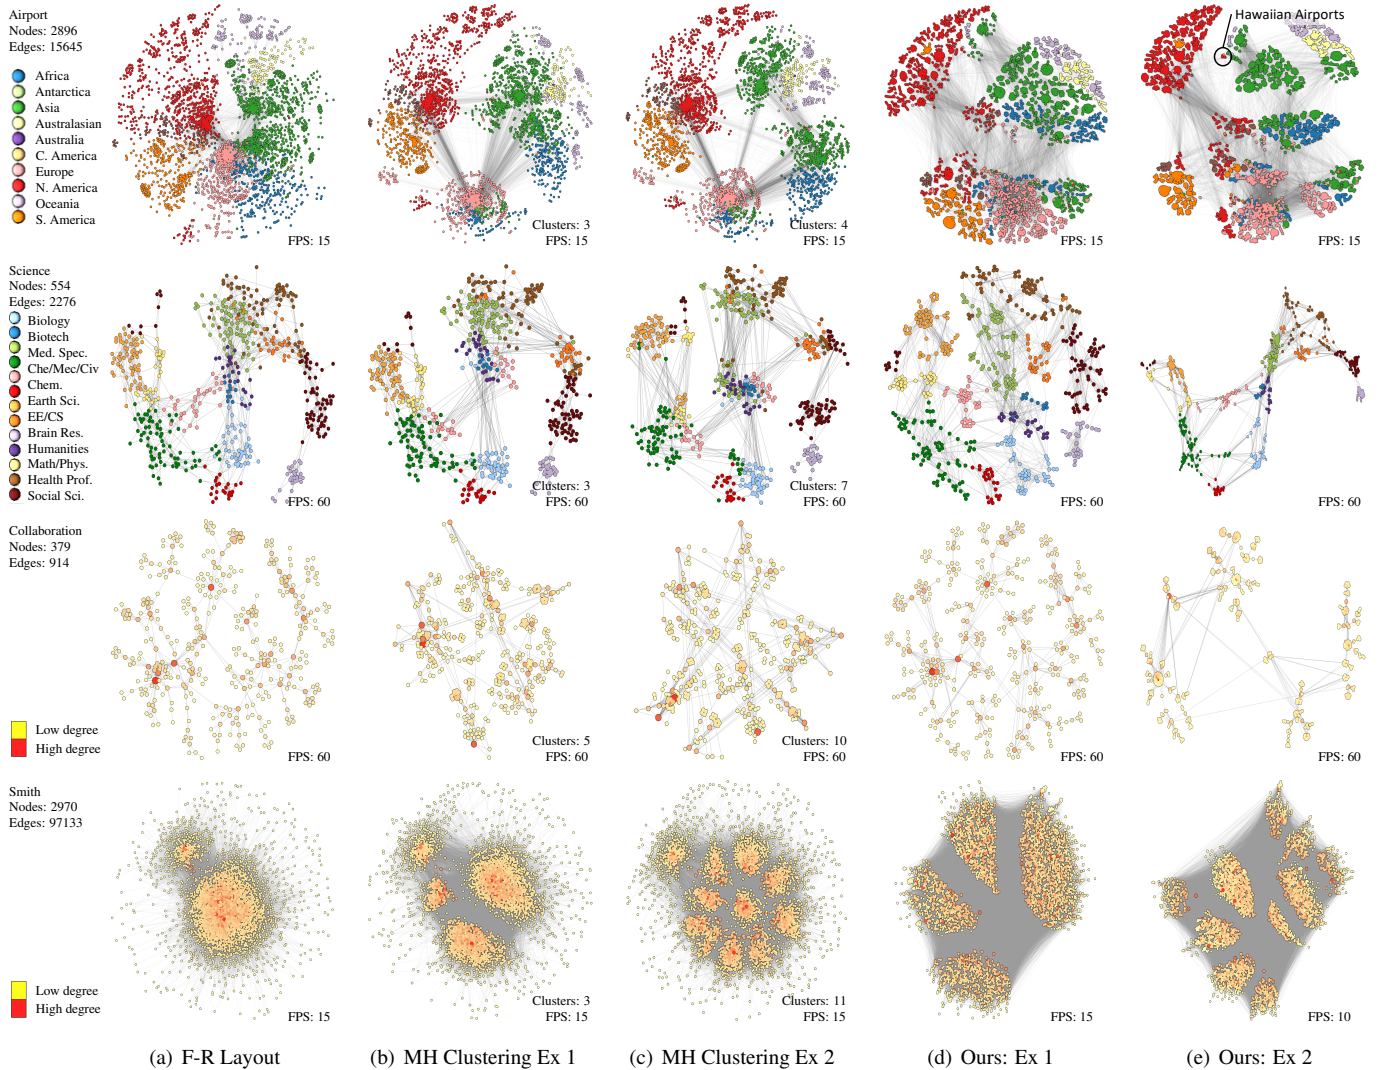 Airport
Nodes: 2896
Edges: 15645
Africa
Antarctica
Asia
Australasian
Australia
C. America
Europe
N. America
Oceania
S. America
FPS: 15
Clusters: 3
FPS: 15
Clusters: 4
FPS: 15
FPS: 15
Hawaiian Airports
FPS: 15
Science
Nodes: 554
Edges: 2276
Biology
Biotech
Med. Spec.
Che/Mec/Civ
Chem.
Earth Sci.
EE/CS
Brain Res.
Humanities
Math/Phys.
Health Prof.
Social Sci.
FPS: 60
Clusters: 3
FPS: 60
Clusters: 7
FPS: 60
FPS: 60
FPS: 60
Collaboration
Nodes: 379
Edges: 914
Low degree
High degree
FPS: 60
Clusters: 5
FPS: 60
Clusters: 10
FPS: 60
FPS: 60
FPS: 60
Smith
Nodes: 2970
Edges: 97133
Low degree
High degree
FPS: 15
Clusters: 3
FPS: 15
Clusters: 11
FPS: 15
FPS: 15
FPS: 10
(a) F-R Layout
(b) MH Clustering Ex 1
(c) MH Clustering Ex 2
(d) Ours: Ex 1
(e) Ours: Ex 2